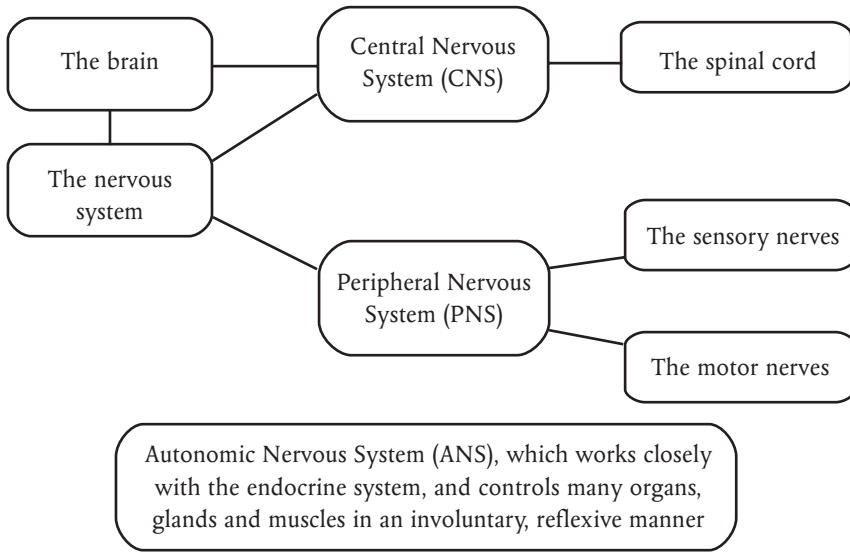 The brain
Central Nervous
System (CNS)
The spinal cord
The nervous
system
The sensory nerves
Peripheral Nervous
System (PNS)
The motor nerves
Autonomic Nervous System (ANS), which works closely
with the endocrine system, and controls many organs,
glands and muscles in an involuntary, reflexive manner